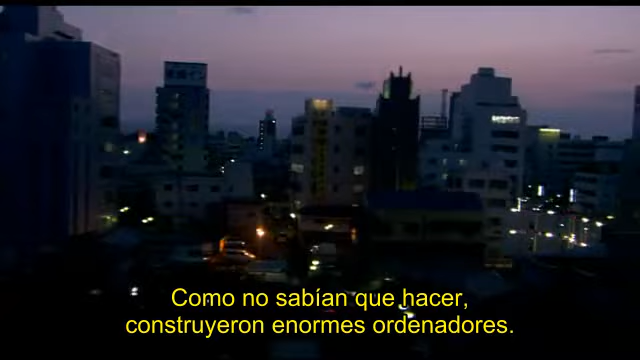 Como no sabían que hacer,
construyeron enormes ordenadores.